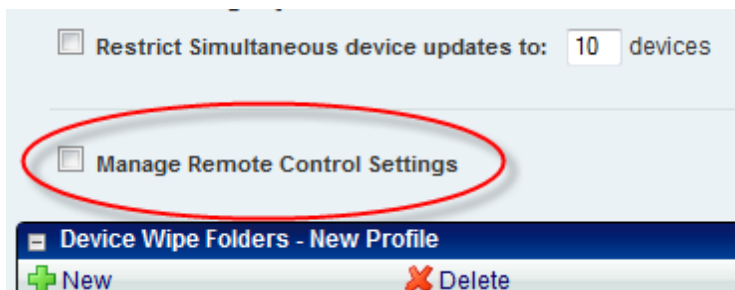 Restrict Simultaneous device updates to: 10 devices
Manage Remote Control Settings
Device Wipe Folders - New Profile
New Delete